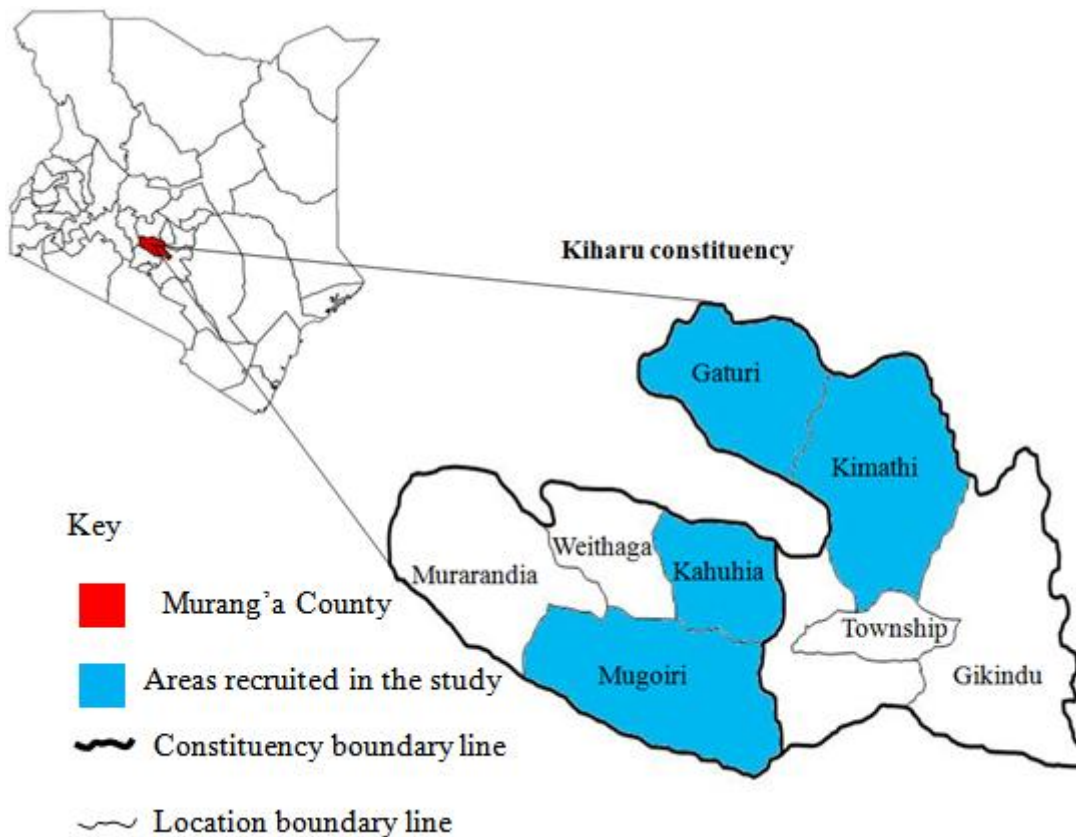 Kiharu constituency
Gaturi
Kimathi
Weithaga
Kahuhia
Murarandia
Township
Mugoiri
Gikindu
Key
Murang’a County
Areas recruited in the study
Constituency boundary line
Location boundary line